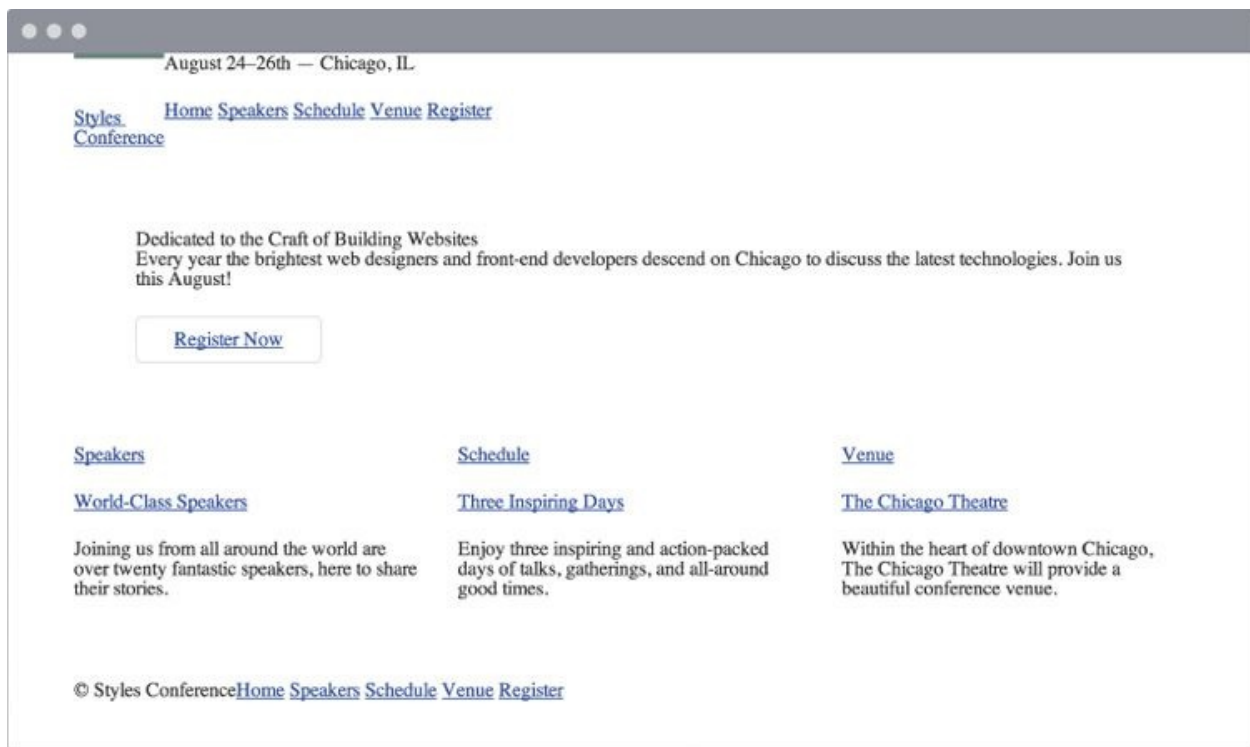 August 24–26th — Chicago, IL
Home Speakers Schedule Venue Register
Styles
Conference
Dedicated to the Craft of Building Websites
Every year the brightest web designers and front-end developers descend on Chicago to discuss the latest technologies. Join us
this August!
Register Now
Speakers
World-Class Speakers
Joining us from all around the world are
over twenty fantastic speakers, here to share
their stories.
Schedule
Three Inspiring Days
Enjoy three inspiring and action-packed
days of talks, gatherings, and all-around
good times.
Venue
The Chicago Theatre
Within the heart of downtown Chicago,
The Chicago Theatre will provide a
beautiful conference venue.
© Styles ConferenceHome Speakers Schedule Venue Register